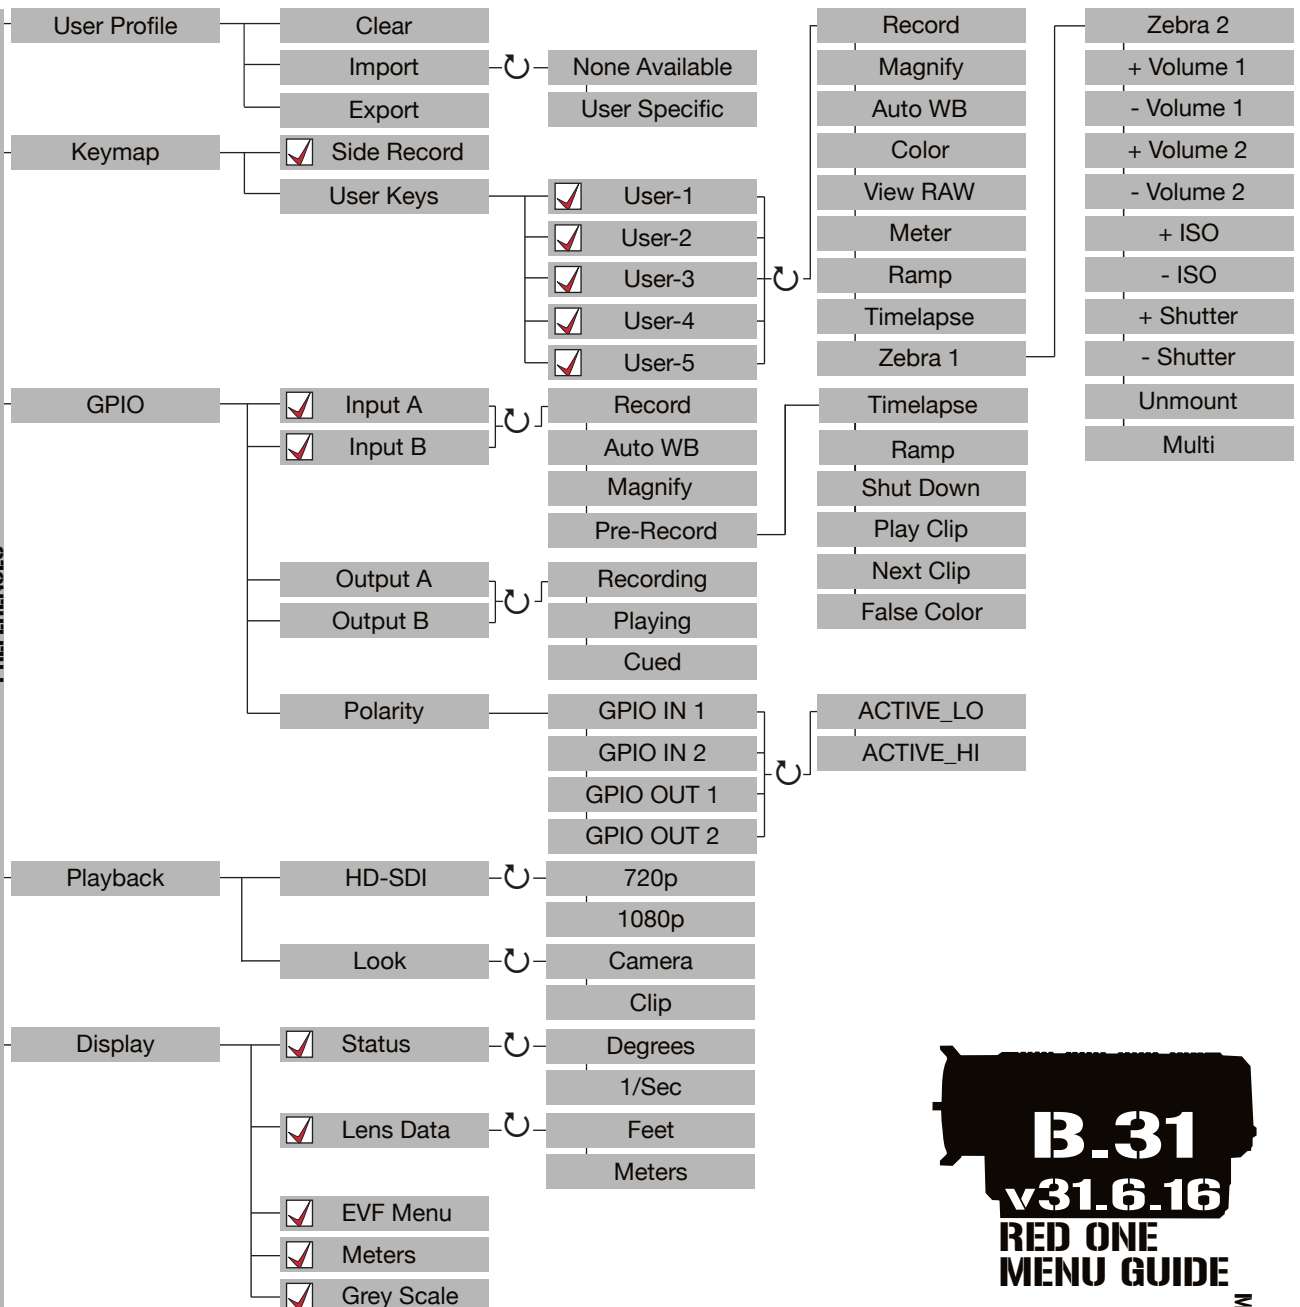 User Profile
Clear
Import
Export
None Available
User Specific
Keymap
Side Record
User Keys
User-1
User-2
User-3
User-4
User-5
Record
Magnify
Auto WB
Color
View RAW
Meter
Ramp
Timelapse
Zebra 1
Zebra 2
+ Volume 1
- Volume 1
+ Volume 2
- Volume 2
+ ISO
- ISO
+ Shutter
- Shutter
Unmount
Multi
GPIO
Input A
Input B
Record
Auto WB
Magnify
Pre-Record
Timelapse
Ramp
Shut Down
Play Clip
Next Clip
False Color
Output A
Output B
Recording
Playing
Cued
Polarity
GPIO IN 1
GPIO IN 2
GPIO OUT 1
GPIO OUT 2
ACTIVE_LO
ACTIVE_HI
Playback
HD-SDI
720p
1080p
Look
Camera
Clip
Display
Status
Degrees
1/Sec
Lens Data
Feet
Meters
EVF Menu
Meters
Grey Scale
B.31
v31.6.16
RED ONE
MENU GUIDE